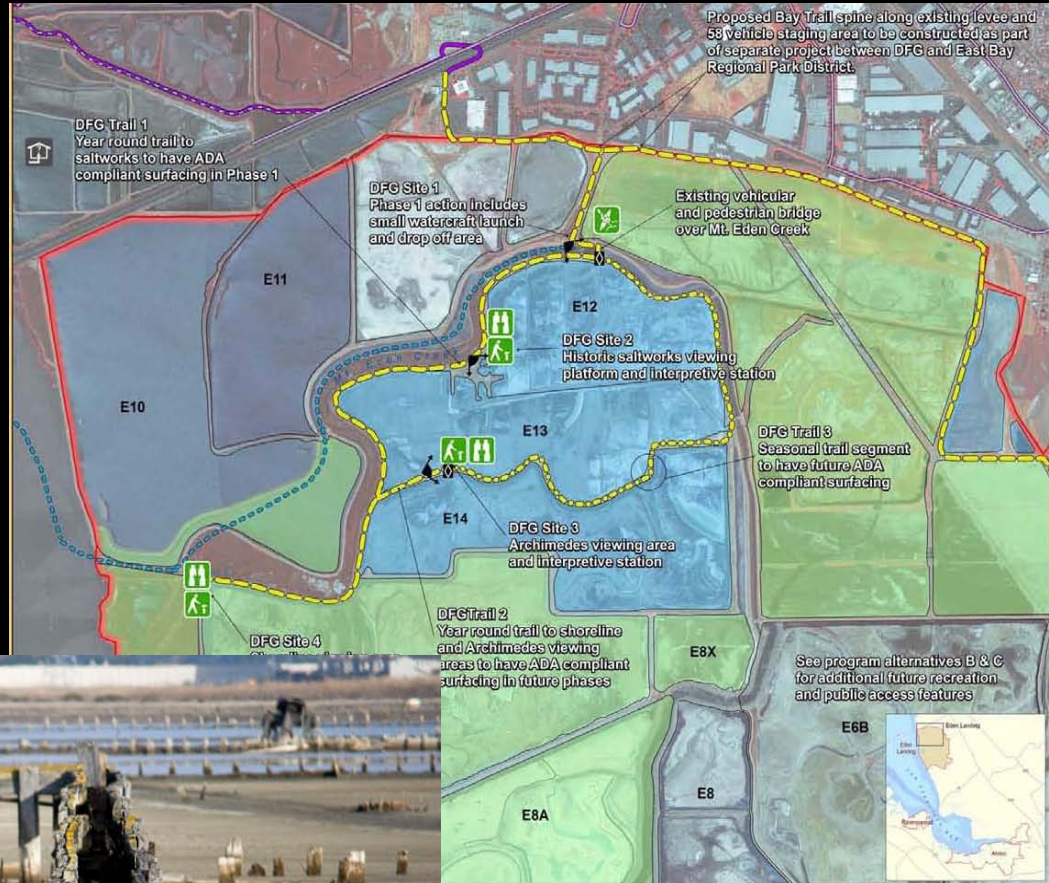 Proposed Bay Trail spine along existing levee and
58 vehicle staging area to be constructed as part
of separate project between DFG and East Bay
Regional Park District.
DFG Trail 1
Year round trail to
saltworks to have ADA
compliant surfacing in Phase 1
DFG Site 1
Phase 1 action includes
small watercraft launch
and drop off area
Existing vehicular
and pedestrian bridge
over Mt. Eden Creek
E11
E12
DFG Site 2
Historic saltworks viewing
platform and interpretive station
Eden Creek
E10
E13
DFG Trail 3
Seasonal trail segment
to have future ADA
compliant surfacing
E14
DFG Site 3
Archimedes viewing area
and interpretive station
DFG Site 4
DFGTrail 2
Year round trail to shoreline
and Archimedes viewing
areas to have ADA compliant
surfacing in future phases
E8X
See program alternatives B & C
for additional future recreation
and public access features
E6B
Eden Landing
Eden
Landing
E8
E8A
Ravenswood
Alviso